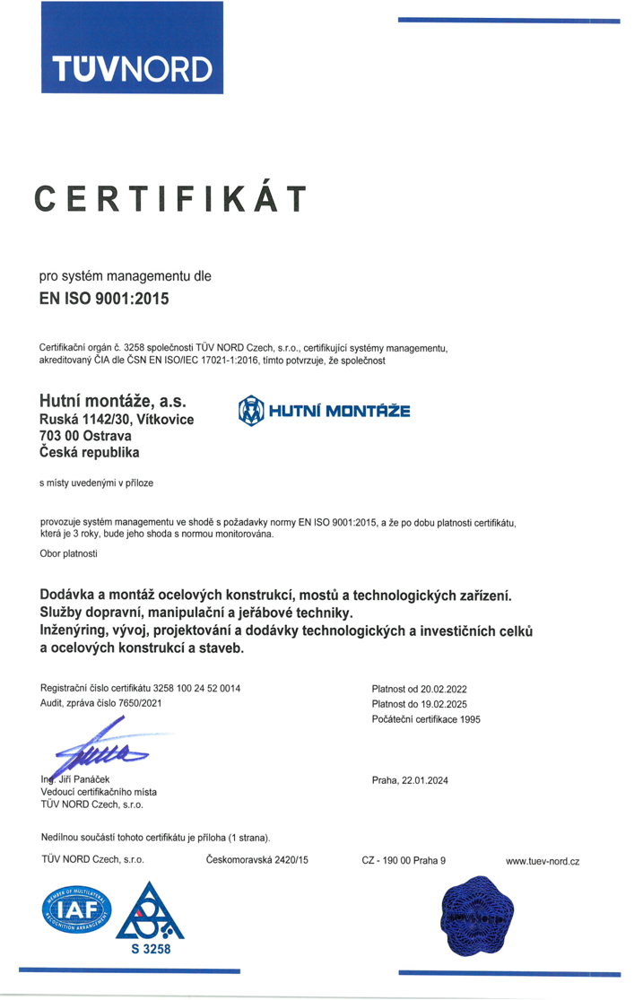 TÜVNORD
CERTIFIKÁT
pro systém managementu dle
EN ISO 9001:2015
Certifikační orgán č. 3258 společnosti TÜV NORD Czech, s.r.o., certifikující systémy managementu,
akreditovaný ČIA dle ČSN EN ISO/IEC 17021-1:2016, tímto potvrzuje, že společnost
Hutní montáže, a.s.
HUTNÍ MONTÁŽE
Ruská 1142/30, Vítkovice
703 00 Ostrava
Česká republika
s místy uvedenými v příloze
provozuje systém managementu ve shodě s požadavky normy EN ISO 9001:2015, a že po dobu platnosti certifikátu,
která je 3 roky, bude jeho shoda s normou monitorována.
Obor platnosti
Dodávka a montáž ocelových konstrukcí, mostů a technologických zařízení.
Služby dopravní, manipulační a jeřábové techniky.
Inženýring, vývoj, projektování a dodávky technologických a investičních celků
a ocelových konstrukcí a staveb.
Registrační číslo certifikátu 3258 100 24 52 0014
Audit, zpráva číslo 7650/2021
Platnost od 20.02.2022
Platnost do 19.02.2025
Počáteční certifikace 1995
Ing. Jiří Panáček
Vedoucí certifikačního místa
TÜV NORD Czech, s.r.o.
Praha, 22.01.2024
Nedílnou součástí tohoto certifikátu je příloha (1 strana).
TÜV NORD Czech, s.r.o. Českomoravská 2420/15 CZ - 190 00 Praha 9 www.tuev-nord.cz
MEMBER OF MULTILATERAL
IAF
RECOGNITION ARRANGEMENT
S 3258